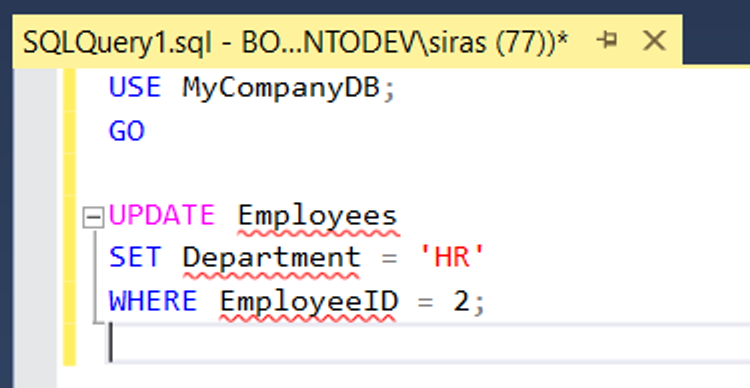 SQLQuery1.sql - BO...NTODEV\siras (77))*
USE MyCompanyDB;
GO
UPDATE Employees
SET Department = 'HR'
WHERE EmployeeID = 2;